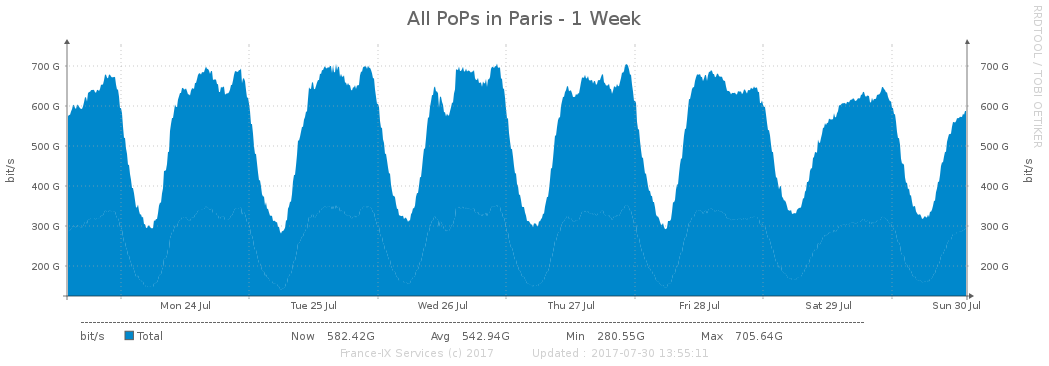 All PoPs in Paris - 1 Week
RRDTOOL / TOBI OETIKER
700 G 700 G
600 G 600 G
500 G 500 G
400 G 400 G
300 G 300 G
200 G 200 G
bit/s bit/s
Mon 24 Jul Tue 25 Jul Wed 26 Jul Thu 27 Jul Fri 28 Jul Sat 29 Jul Sun 30 Jul
bit/s Total Now 582.42G Avg 542.94G Min 280.55G Max 705.64G
France-IX Services (c) 2017 Updated : 2017-07-30 13:55:11